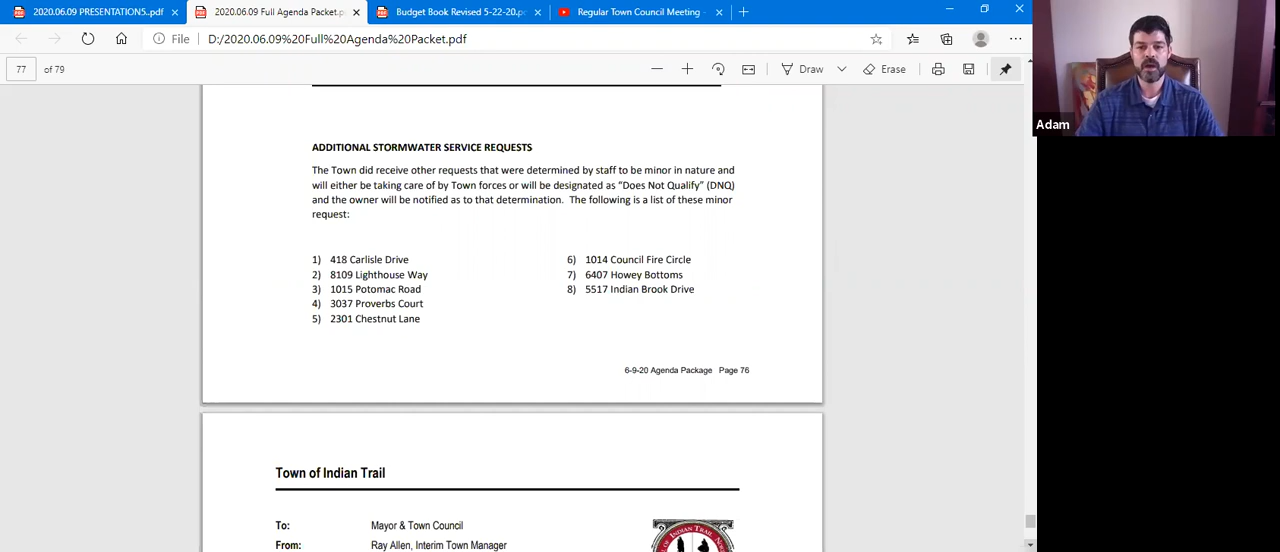 2020.06.09 PRESENTATION5..pdf
2020.06.09 Full Agenda Packet.p
Budget Book Revised 5-22-20.p
Regular Town Council Meeting -
File
D:/2020.06.09%20Full%20Agenda%20Packet.pdf
77 of 79
Draw
Erase
Adam
ADDITIONAL STORMWATER SERVICE REQUESTS
The Town did receive other requests that were determined by staff to be minor in nature and
will either be taking care of by Town forces or will be designated as “Does Not Qualify” (DNQ)
and the owner will be notified as to that determination. The following is a list of these minor
request:
1) 418 Carlisle Drive
2) 8109 Lighthouse Way
3) 1015 Potomac Road
4) 3037 Proverbs Court
5) 2301 Chestnut Lane
6) 1014 Council Fire Circle
7) 6407 Howey Bottoms
8) 5517 Indian Brook Drive
6-9-20 Agenda Package Page 76
Town of Indian Trail
To: Mayor & Town Council
From: Ray Allen, Interim Town Manager
OF INDIAN TRAIL